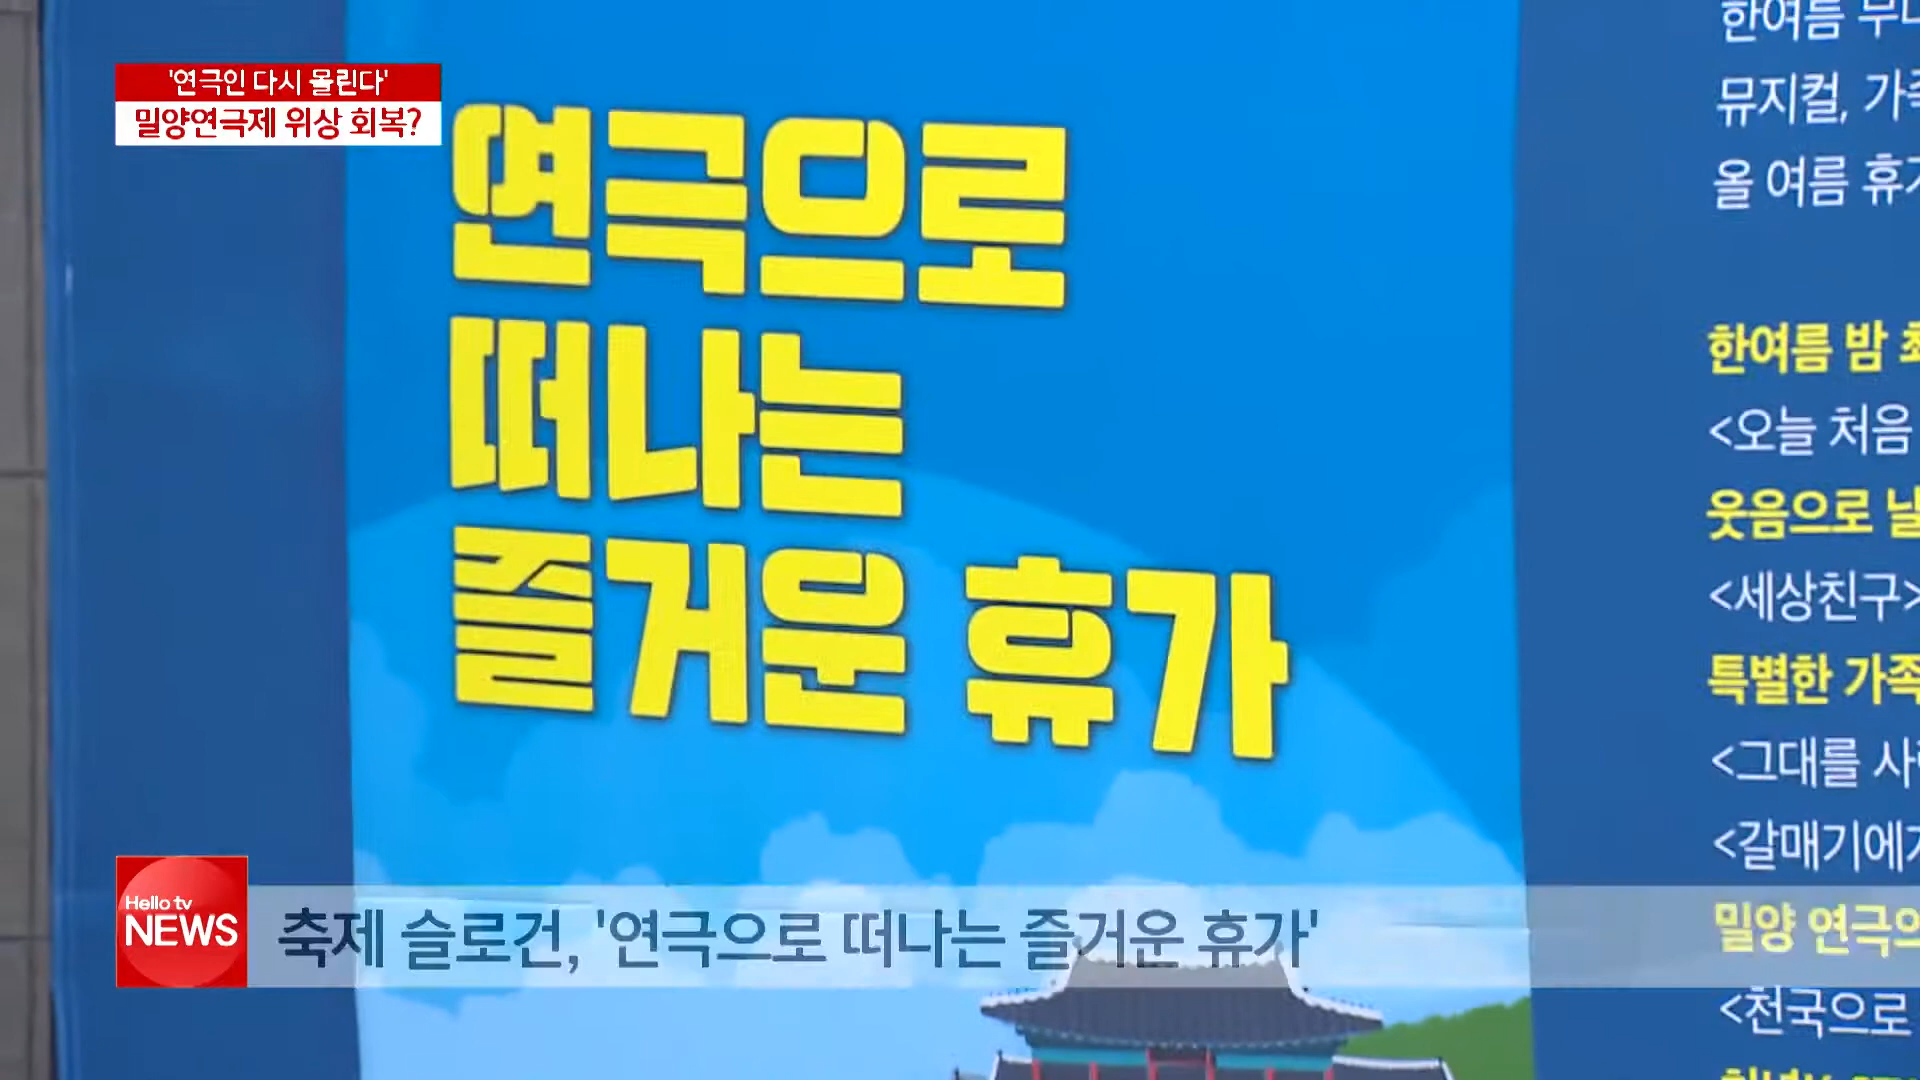 '연극인 다시 몰린다'
밀양연극제 위상 회복?
연극으로
떠나는
즐거운 휴가
한여름
뮤지컬,
올 여름
한여름 밤
<오늘 처음
웃음으로
<세상친구>
특별한
<그대를
<갈매기에게
밀양
<천국으로
Hello tv
NEWS
축제 슬로건, '연극으로 떠나는 즐거운 휴가'